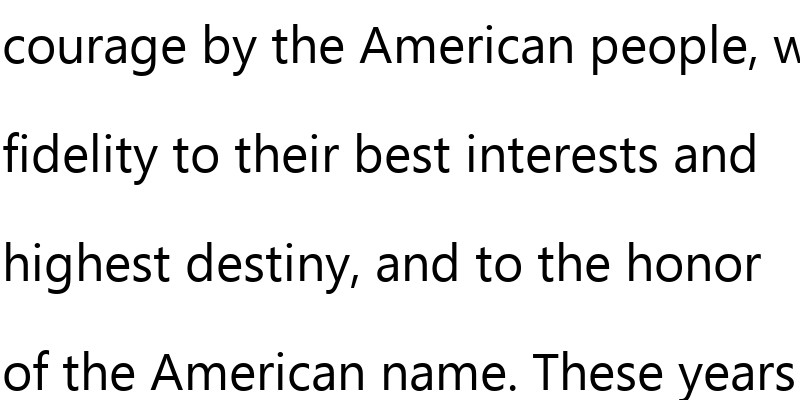 courage by the American people, w
fidelity to their best interests and
highest destiny, and to the honor
of the American name. These years